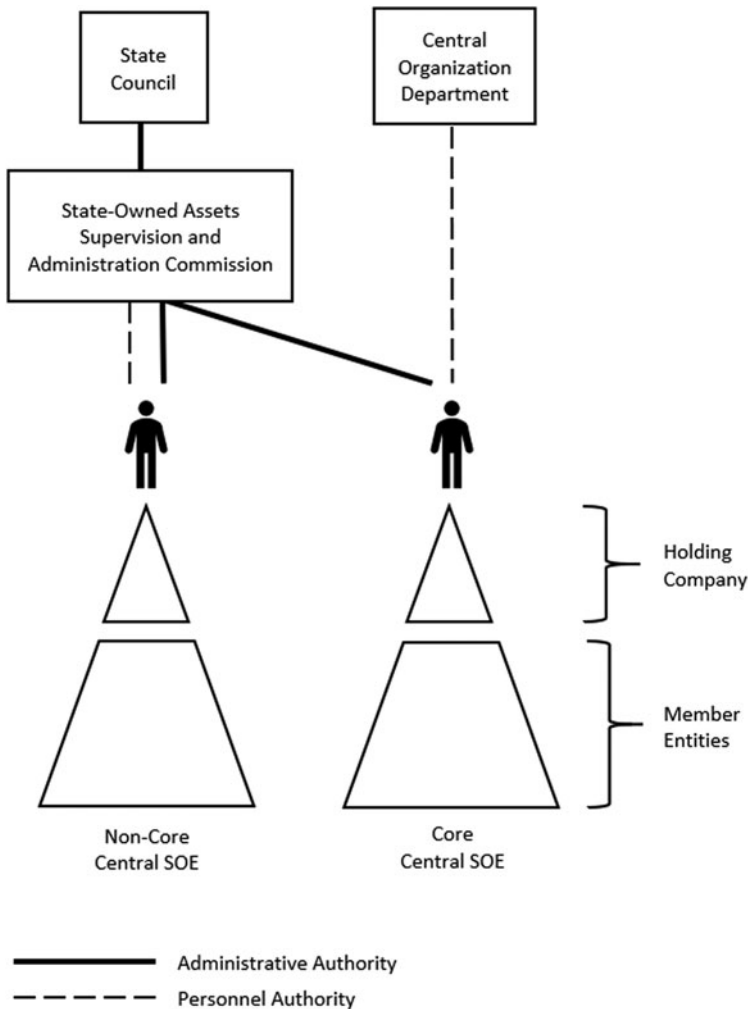 State
Council
Central
Organization
Department
State-Owned Assets
Supervision and
Administration Commission
Holding
Company
Member
Entities
Non-Core
Central SOE
Core
Central SOE
Administrative Authority
Personnel Authority